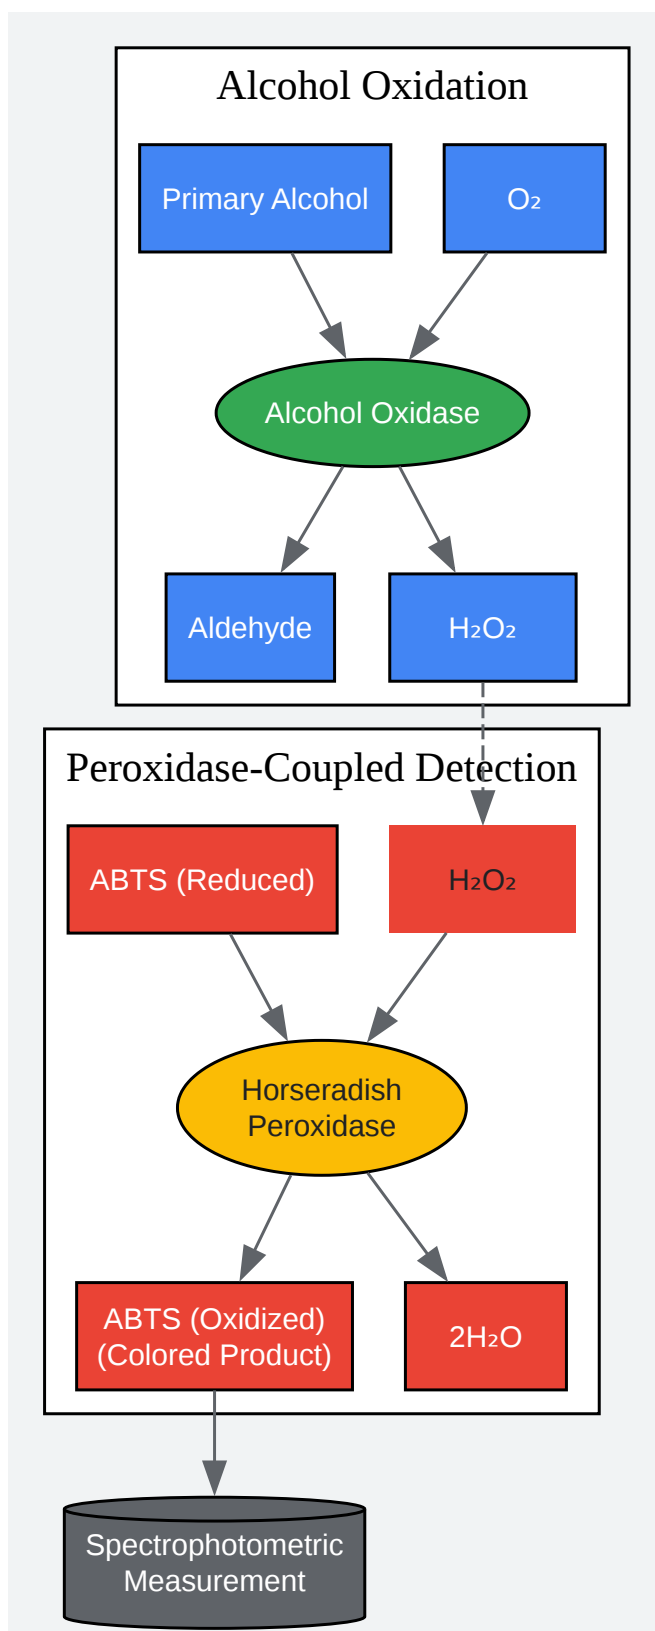 Alcohol Oxidation
Primary Alcohol
O₂
Alcohol Oxidase
Aldehyde
H₂O₂
Peroxidase-Coupled Detection
ABTS (Reduced)
H₂O₂
Horseradish
Peroxidase
ABTS (Oxidized)
(Colored Product)
2H₂O
Spectrophotometric
Measurement